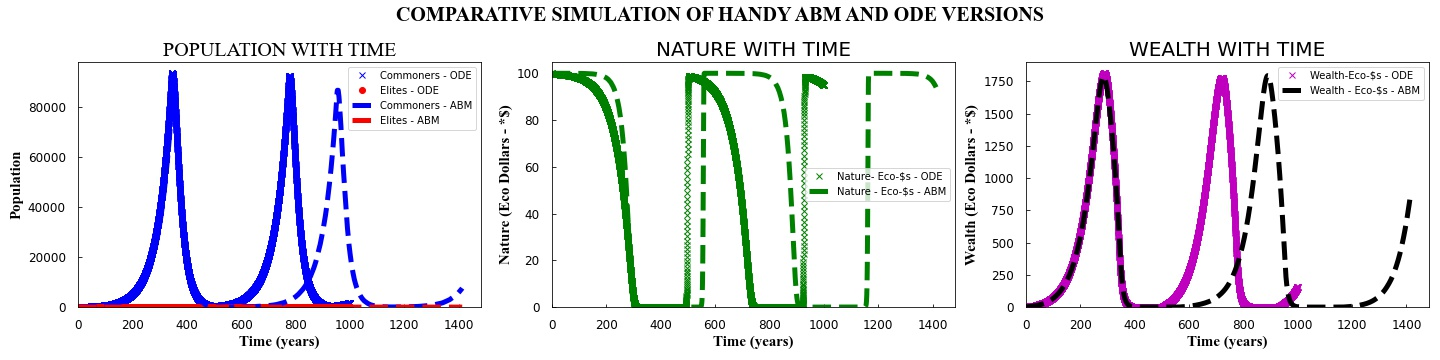 COMPARATIVE SIMULATION OF HANDY ABM AND ODE VERSIONS
POPULATION WITH TIME
Population
80000
60000
40000
20000
0
Commoners - ODE
Elites - ODE
Commoners - ABM
Elites - ABM
0 200 400 600 800 1000 1200 1400
Time (years)
NATURE WITH TIME
Nature (Eco Dollars - *$)
100
80
60
40
20
0
Nature- Eco-$s - ODE
Nature - Eco-$s - ABM
0 200 400 600 800 1000 1200 1400
Time (years)
WEALTH WITH TIME
Wealth (Eco Dollars - *$)
1750
1500
1250
1000
750
500
250
0
Wealth-Eco-$s - ODE
Wealth - Eco-$s - ABM
0 200 400 600 800 1000 1200 1400
Time (years)